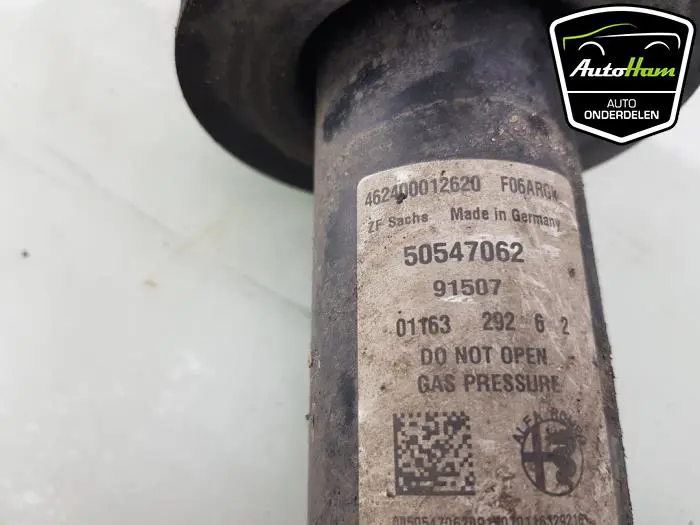 AutoHam
AUTO
ONDERDELEN
462400012620
ZF Sachs Made in Germany
50547062
91507
01163 292 6 2
DO NOT OPEN
GAS PRESSURE
ALFA ROMEO